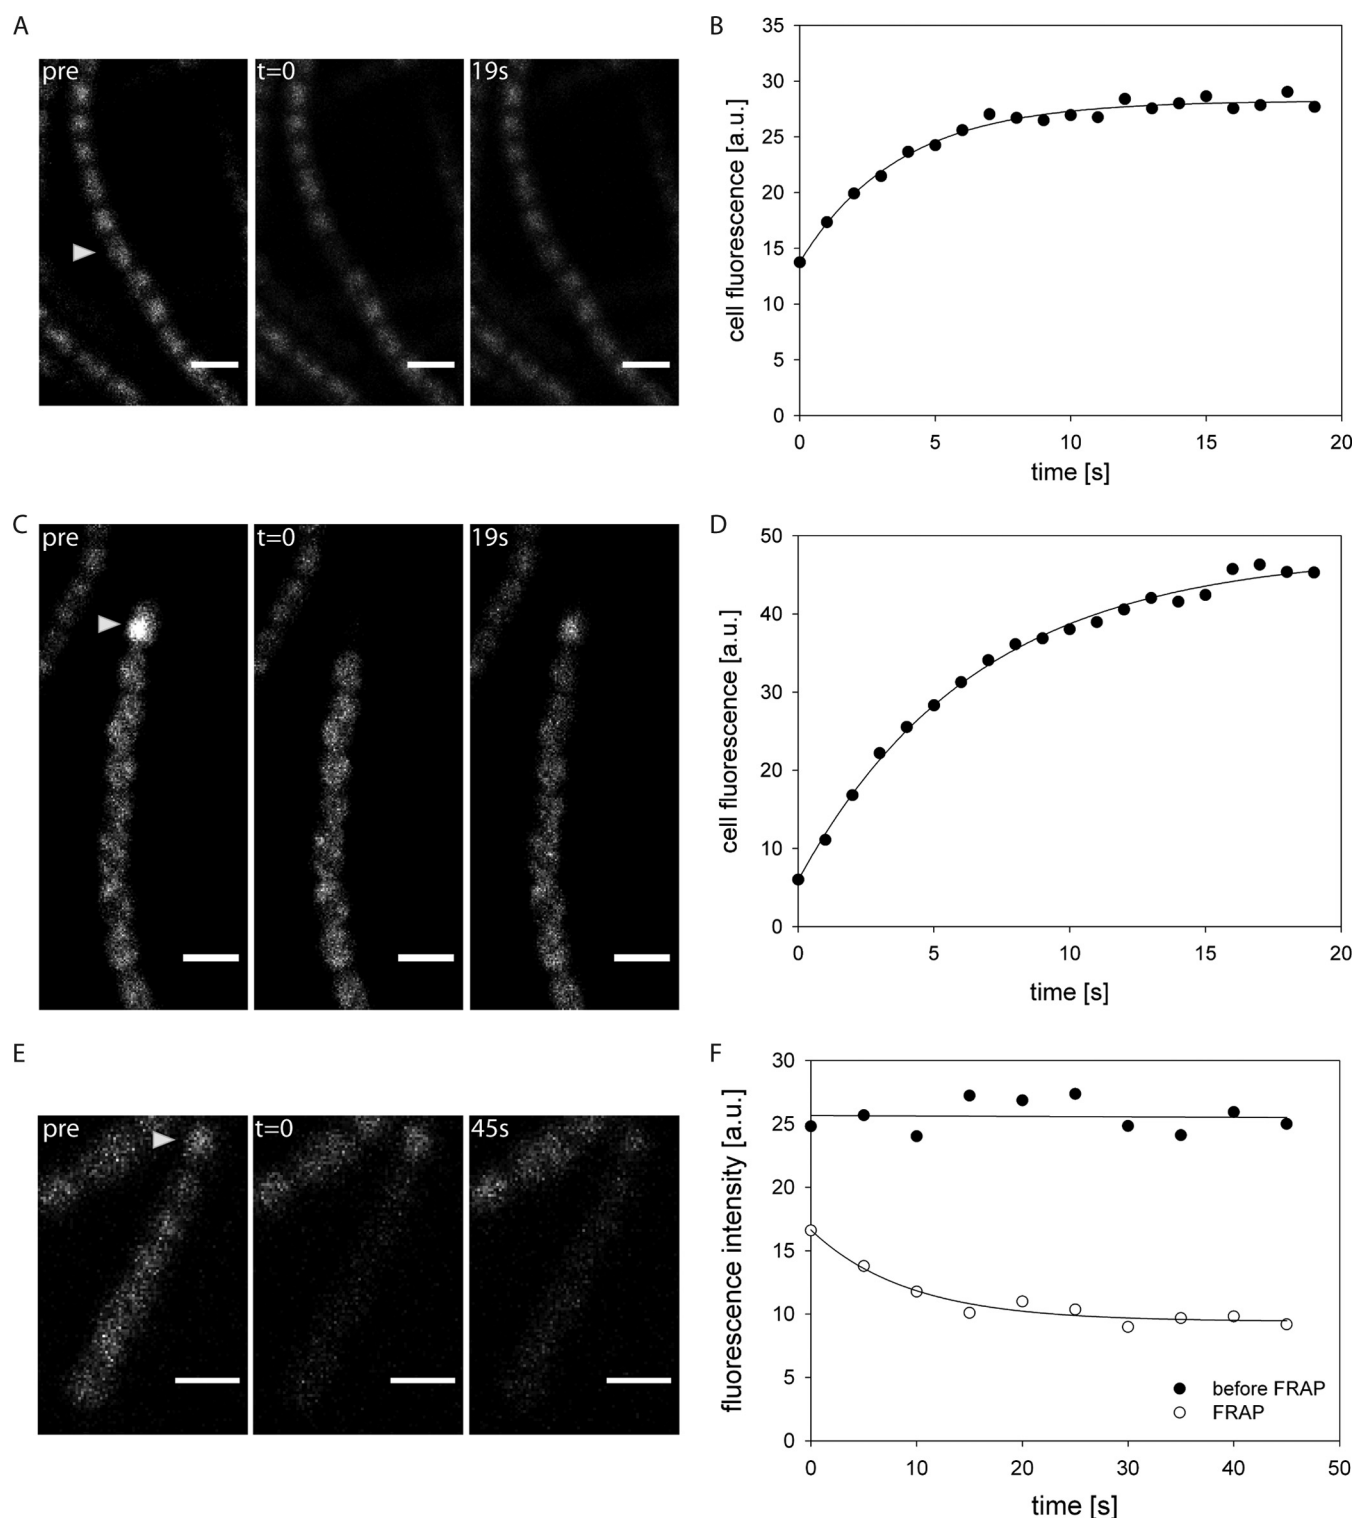 A
pre
t=0
19s
B
35
30
25
20
15
10
5
0
cell fluorescence [a.u.]
0 5 10 15 20
time [s]
C
pre
t=0
19s
D
50
40
30
20
10
0
cell fluorescence [a.u.]
0 5 10 15 20
time [s]
E
pre
t=0
45s
F
30
25
20
15
10
5
0
fluorescence intensity [a.u.]
before FRAP
FRAP
0 10 20 30 40 50
time [s]